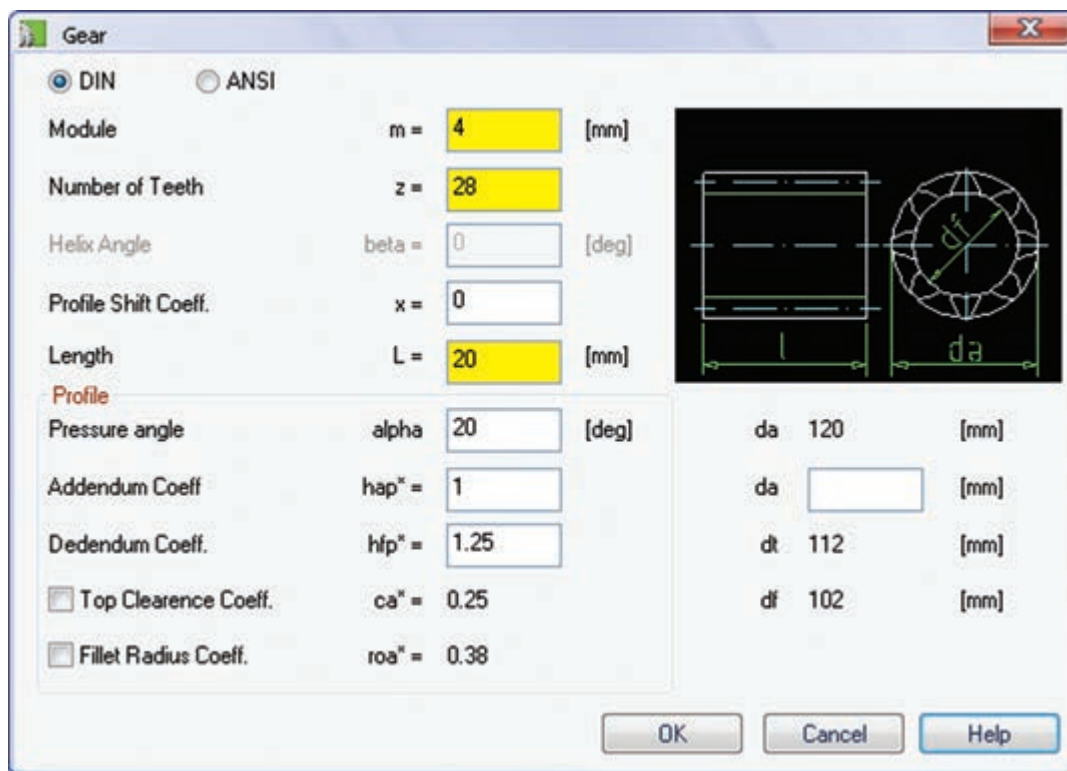 Gear
DIN ANSI
Module m = 4 [mm]
Number of Teeth z = 28
Helix Angle beta = 0 [deg]
Profile Shift Coeff. x = 0
Length L = 20 [mm]
df
l da
Profile
Pressure angle alpha 20 [deg] da 120 [mm]
Addendum Coeff hap* = 1 da [mm]
Dedendum Coeff. hfp* = 1.25 dt 112 [mm]
Top Clearence Coeff. ca* = 0.25 df 102 [mm]
Fillet Radius Coeff. roa* = 0.38
OK Cancel Help